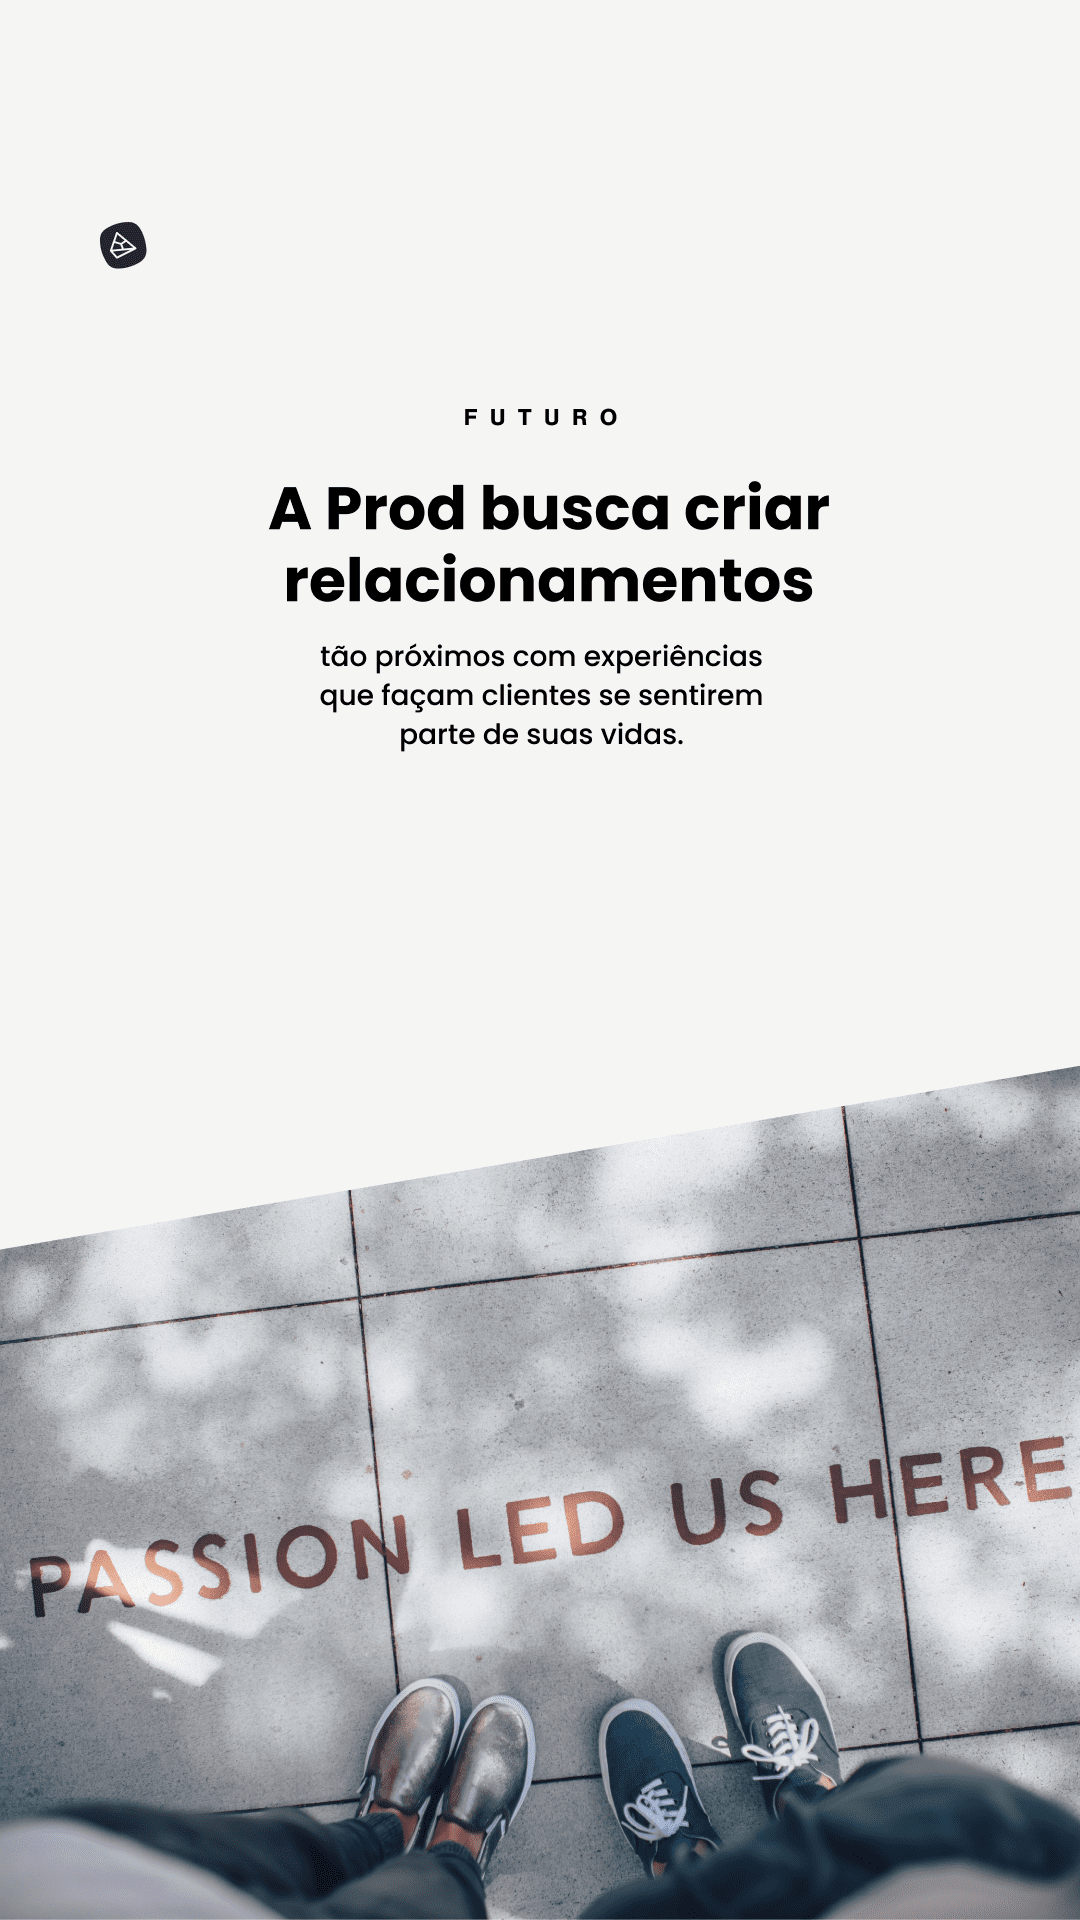 FUTURO
A Prod busca criar
relacionamentos
tão próximos com experiências
que façam clientes se sentirem
parte de suas vidas.
PASSION LED US HERE